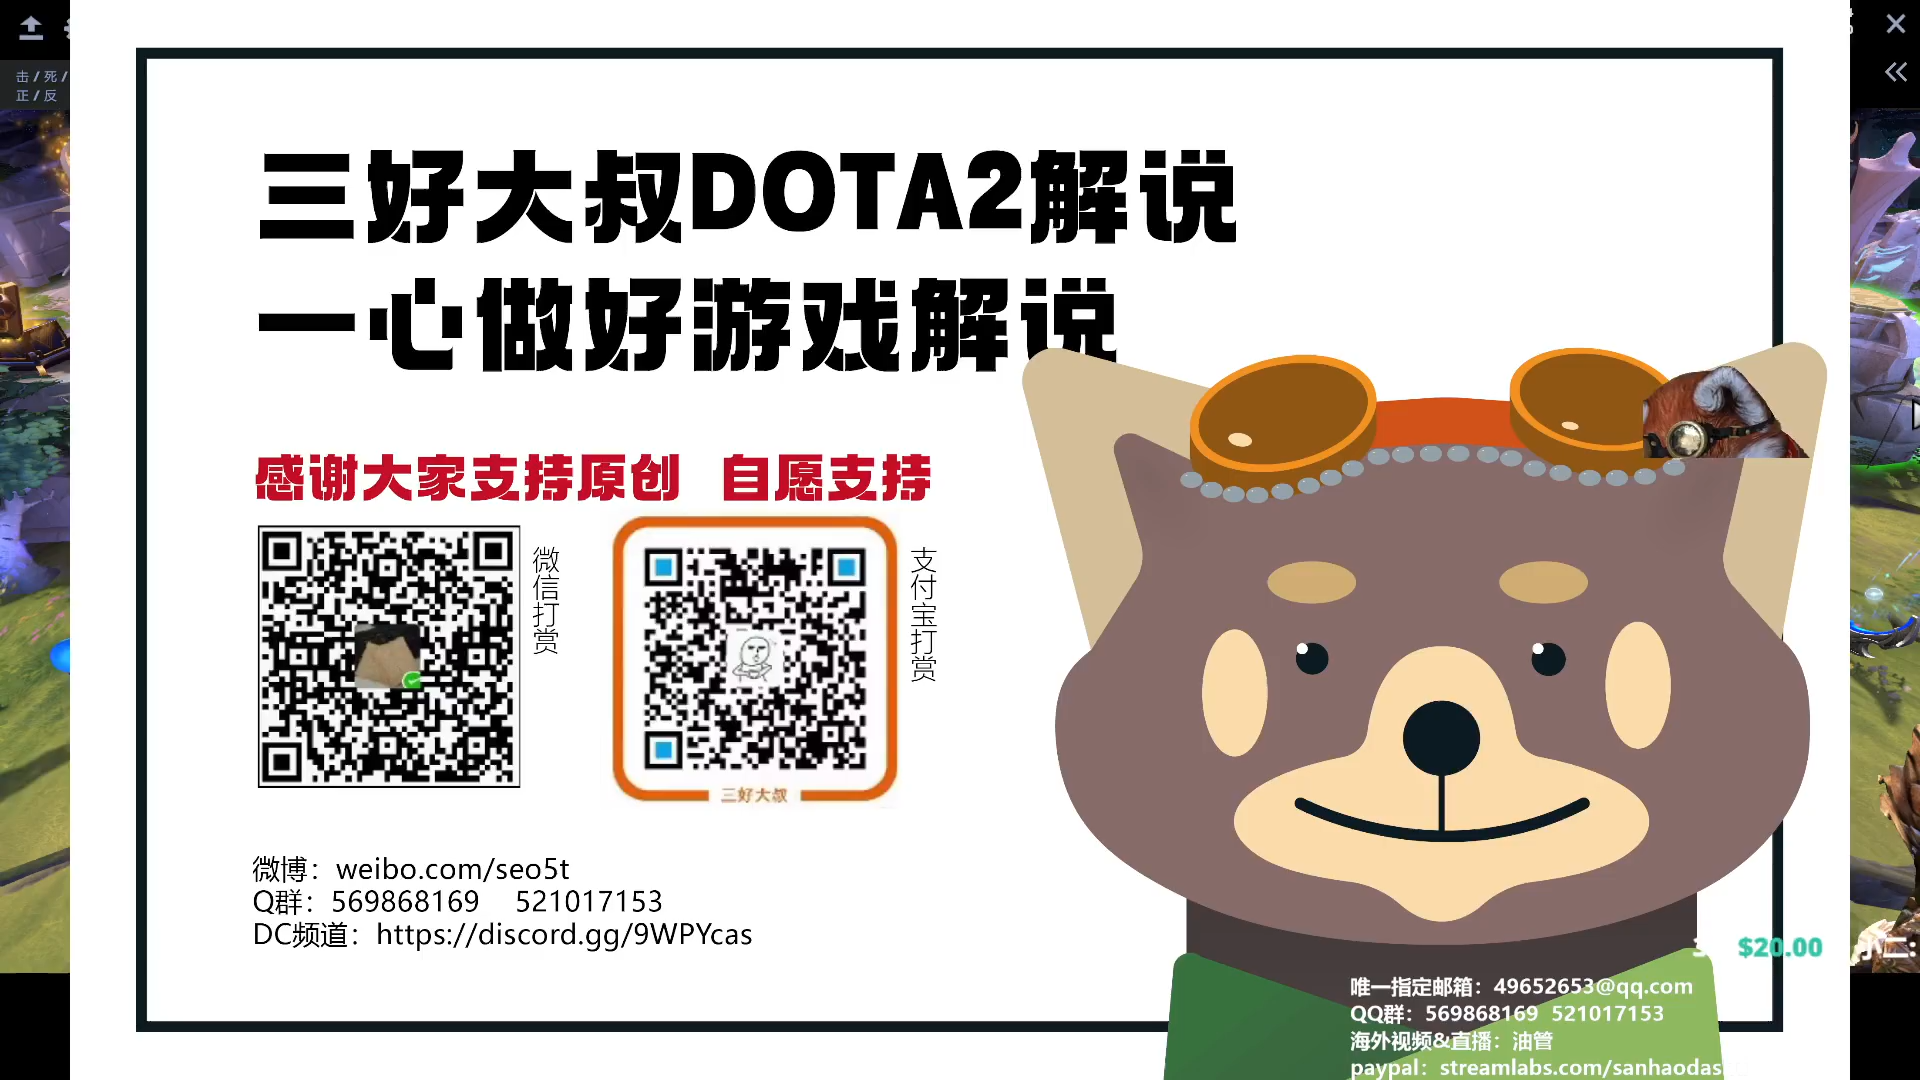 击 / 死 /
正 / 反
三好大叔DOTA2解说
一心做好游戏解说
感谢大家支持原创 自愿支持
微信打赏
支付宝打赏
三好大叔
微博：weibo.com/seo5t
Q群：569868169 521017153
DC频道：https://discord.gg/9WPYcas
$20.00 小二:
唯一指定邮箱：49652653@qq.com
QQ群：569868169 521017153
海外视频&直播：油管
paypal：streamlabs.com/sanhaodas